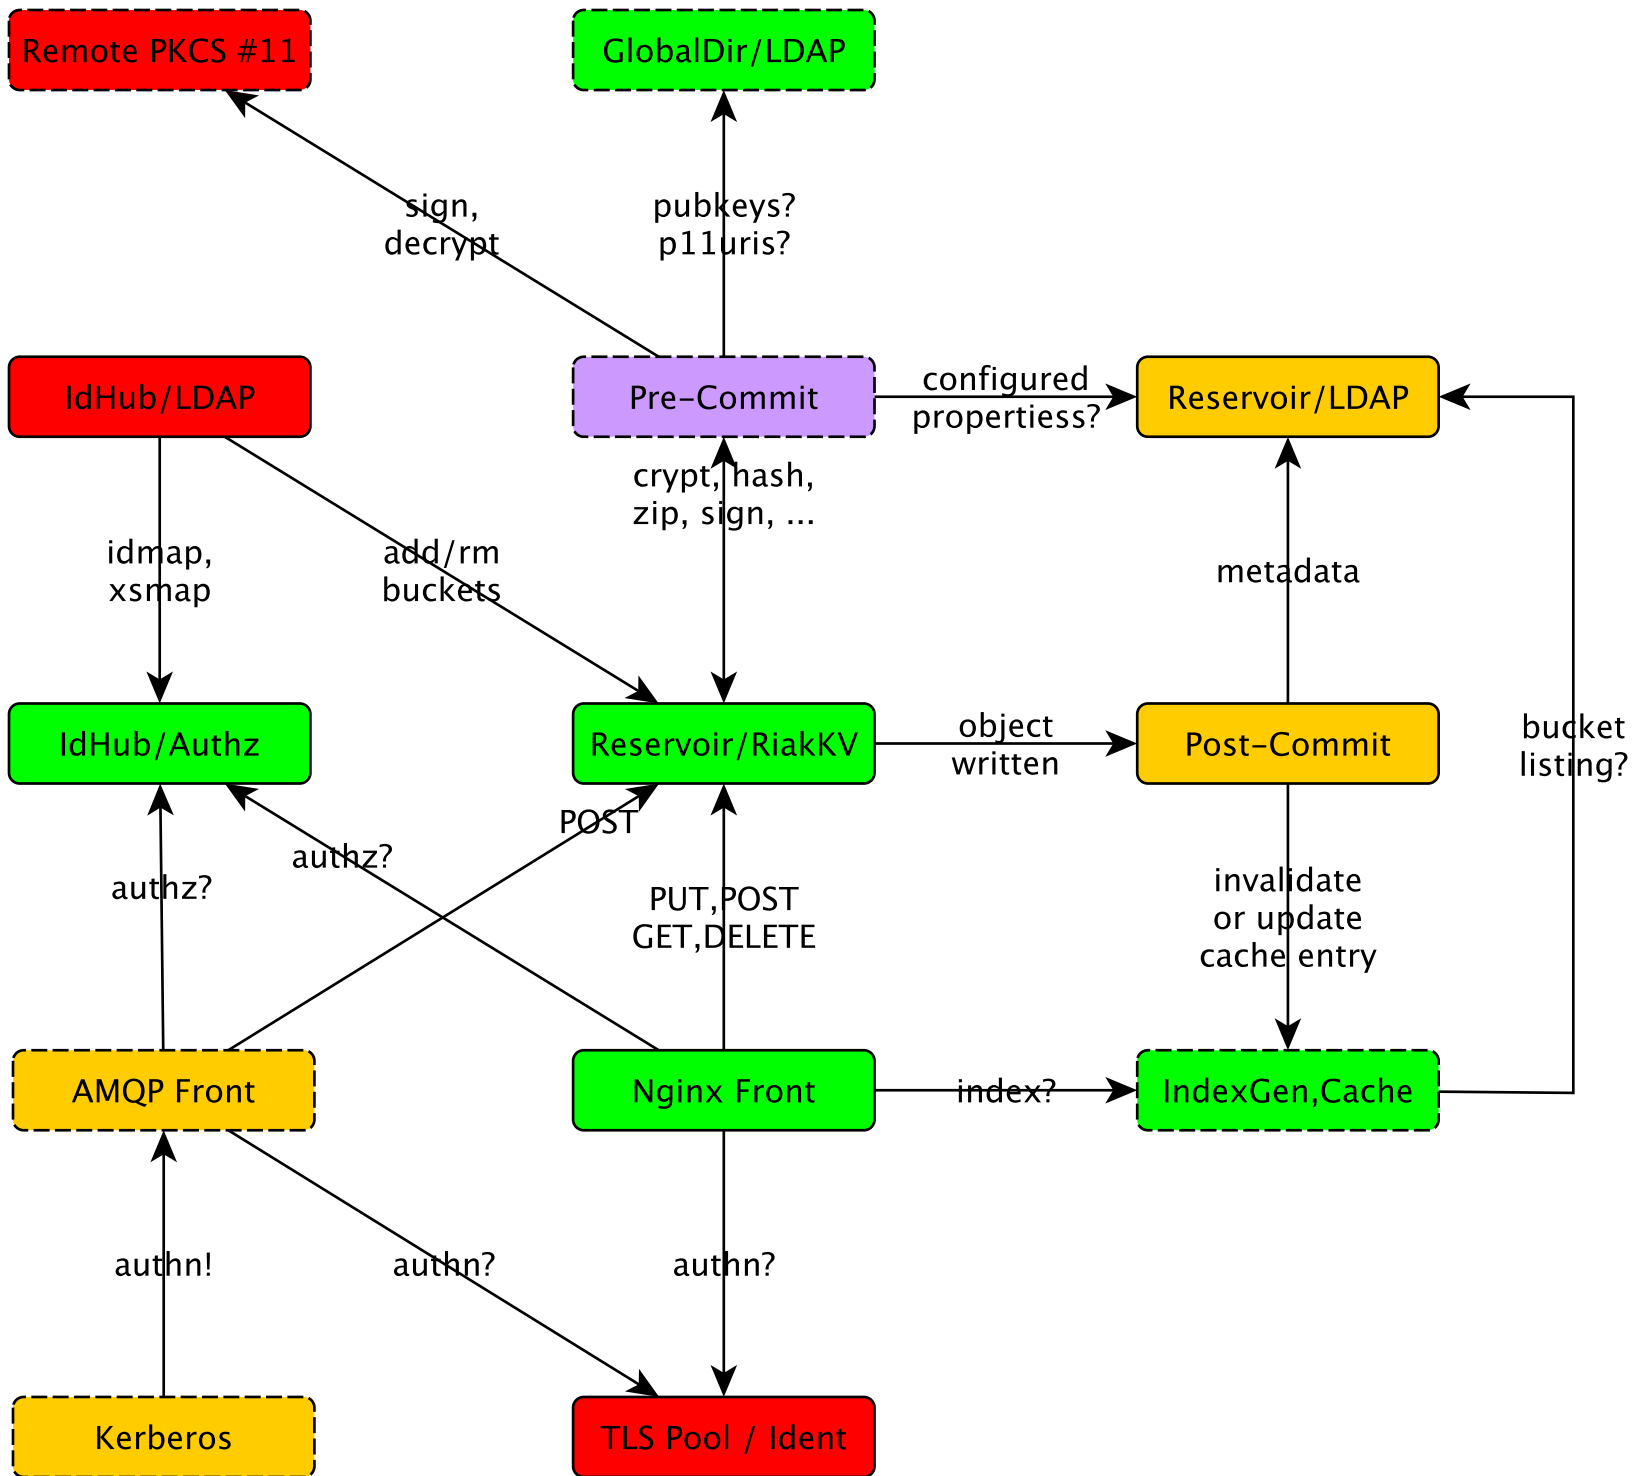 Remote PKCS #11
GlobalDir/LDAP
sign,
decrypt
pubkeys?
p11uris?
IdHub/LDAP
Pre-Commit
configured
propertiess?
Reservoir/LDAP
crypt, hash,
zip, sign, ...
idmap,
xsmap
add/rm
buckets
metadata
IdHub/Authz
Reservoir/RiakKV
object
written
Post-Commit
bucket
listing?
POST
authz?
authz?
PUT,POST
GET,DELETE
invalidate
or update
cache entry
AMQP Front
Nginx Front
index?
IndexGen,Cache
authn!
authn?
authn?
Kerberos
TLS Pool / Ident